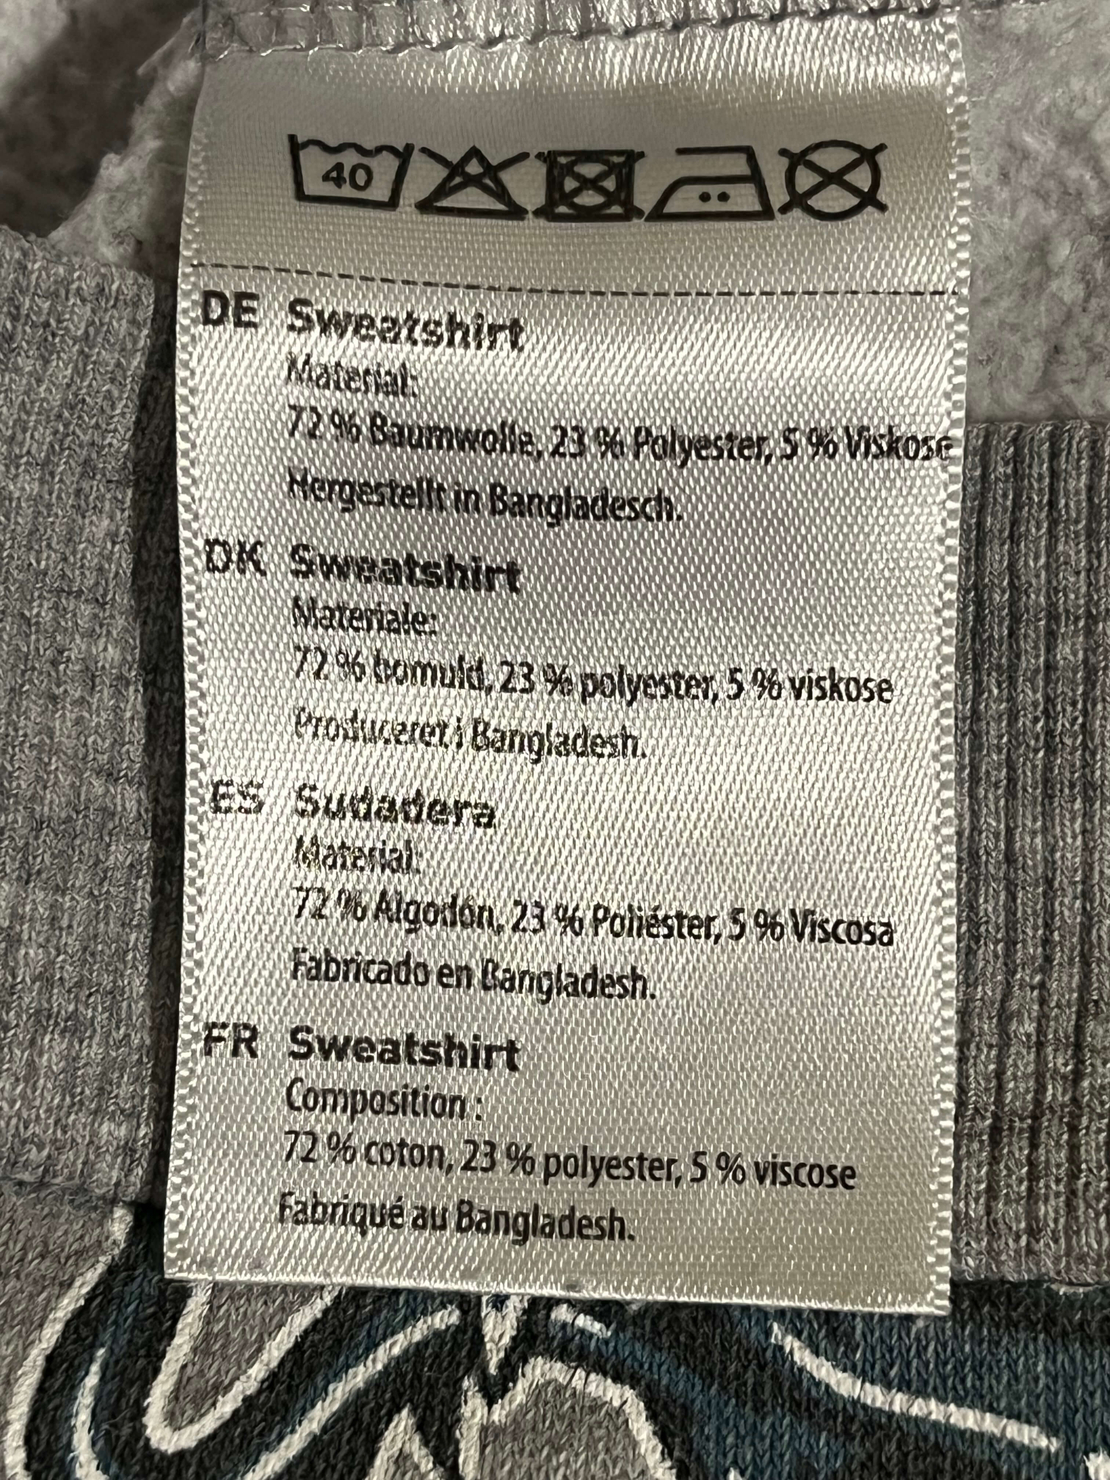 40
DE Sweatshirt
Material:
72 % Baumwolle, 23 % Polyester, 5 % Viskose
Hergestellt in Bangladesch.
DK Sweatshirt
Materiale:
72 % bomuld, 23 % polyester, 5 % viskose
Produceret i Bangladesh.
ES Sudadera
Material:
72 % Algodón, 23 % Poliéster, 5 % Viscosa
Fabricado en Bangladesh.
FR Sweatshirt
Composition :
72 % coton, 23 % polyester, 5 % viscose
Fabriqué au Bangladesh.